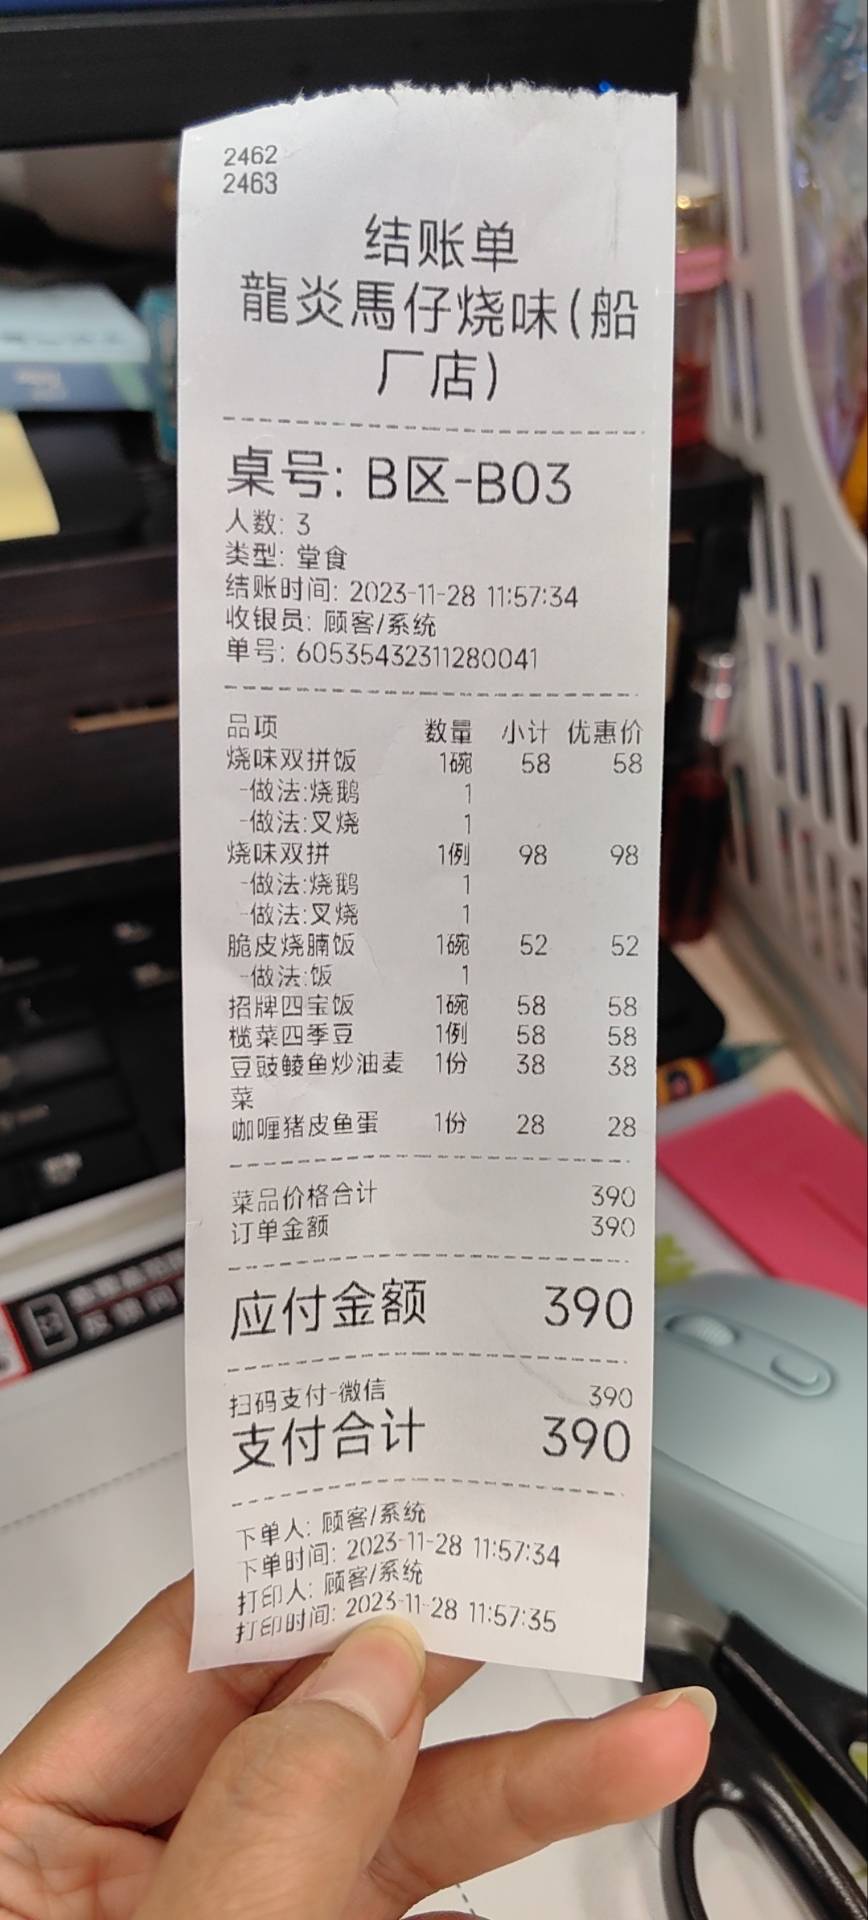 2462
2463
结账单
龍炎馬仔烧味(船
厂店)
桌号: B区-B03
人数: 3
类型: 堂食
结账时间: 2023-11-28 11:57:34
收银员: 顾客/系统
单号: 605354432311280041
品项 数量 小计 优惠价
烧味双拼饭 1碗 58 58
-做法:烧鹅 1
-做法:叉烧 1
烧味双拼 1例 98 98
-做法:烧鹅 1
-做法:叉烧 1
脆皮烧腩饭 1碗 52 52
-做法:饭 1
招牌四宝饭 1碗 58 58
榄菜四季豆 1例 58 58
豆豉鲮鱼炒油麦 1份 38 38
菜
咖喱猪皮鱼蛋 1份 28 28
菜品价格合计 390
订单金额 390
应付金额 390
扫码支付-微信 390
支付合计 390
下单人: 顾客/系统
下单时间: 2023-11-28 11:57:34
打印人: 顾客/系统
打印时间: 2023-11-28 11:57:35